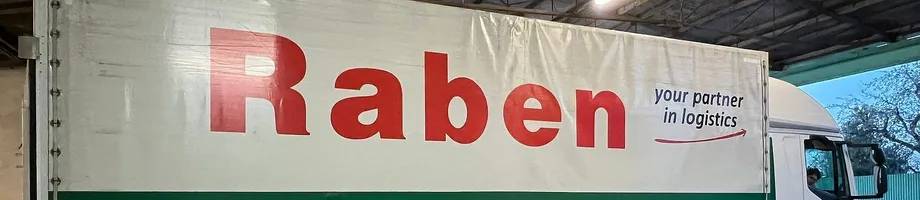 Raben
your partner
in logistics